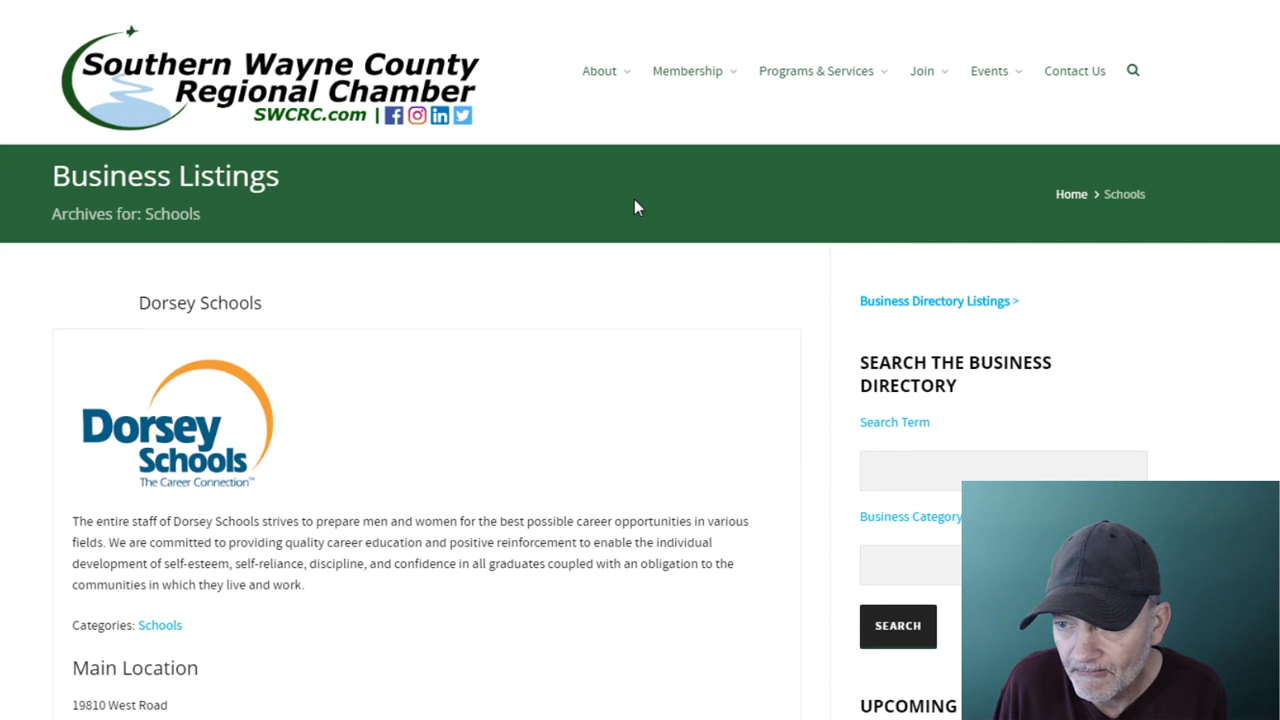 Southern Wayne County
Regional Chamber
SWCRC.com |
About
Membership
Programs & Services
Join
Events
Contact Us
Business Listings
Archives for: Schools
Home > Schools
Dorsey Schools
Dorsey
Schools
The Career Connection™
The entire staff of Dorsey Schools strives to prepare men and women for the best possible career opportunities in various
fields. We are committed to providing quality career education and positive reinforcement to enable the individual
development of self-esteem, self-reliance, discipline, and confidence in all graduates coupled with an obligation to the
communities in which they live and work.
Categories: Schools
Main Location
19810 West Road
Business Directory Listings >
SEARCH THE BUSINESS
DIRECTORY
Search Term
Business Category
SEARCH
UPCOMING